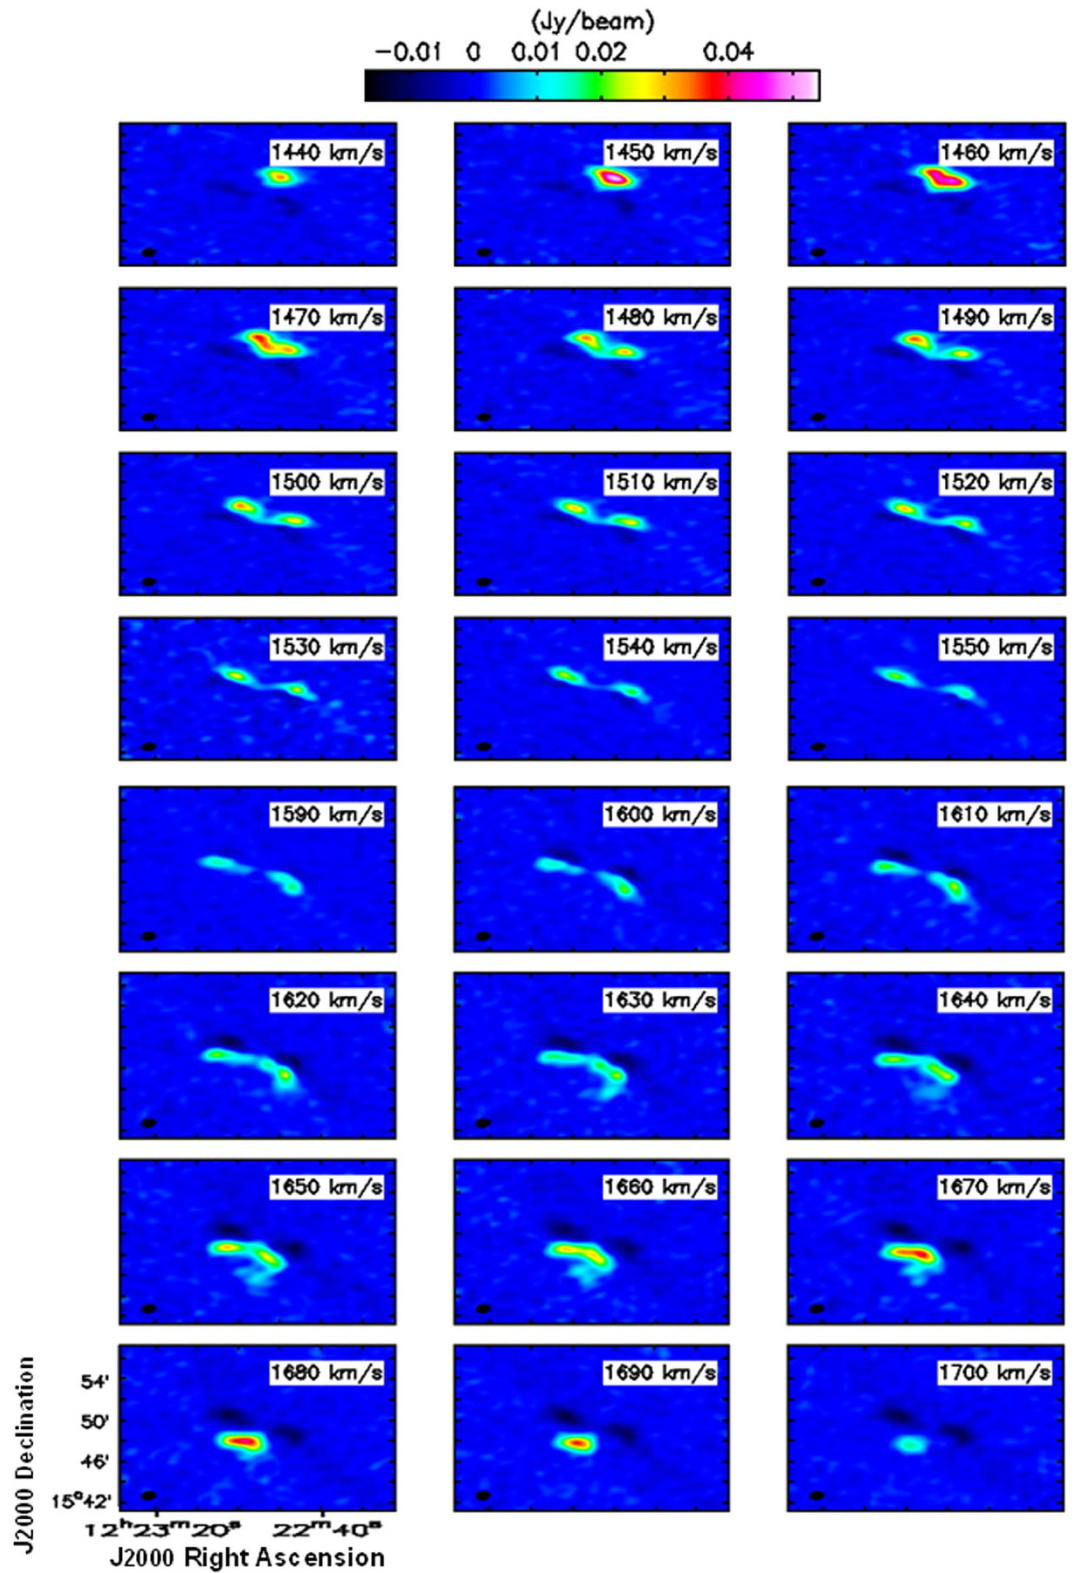 (Jy/beam)
−0.01 0 0.01 0.02 0.04
1440 km/s 1450 km/s 1460 km/s
1470 km/s 1480 km/s 1490 km/s
1500 km/s 1510 km/s 1520 km/s
1530 km/s 1540 km/s 1550 km/s
1590 km/s 1600 km/s 1610 km/s
1620 km/s 1630 km/s 1640 km/s
1650 km/s 1660 km/s 1670 km/s
1680 km/s 1690 km/s 1700 km/s
J2000 Declination
54'
50'
46'
15°42'
12ʰ23ᵐ20ˢ 22ᵐ40ˢ
J2000 Right Ascension